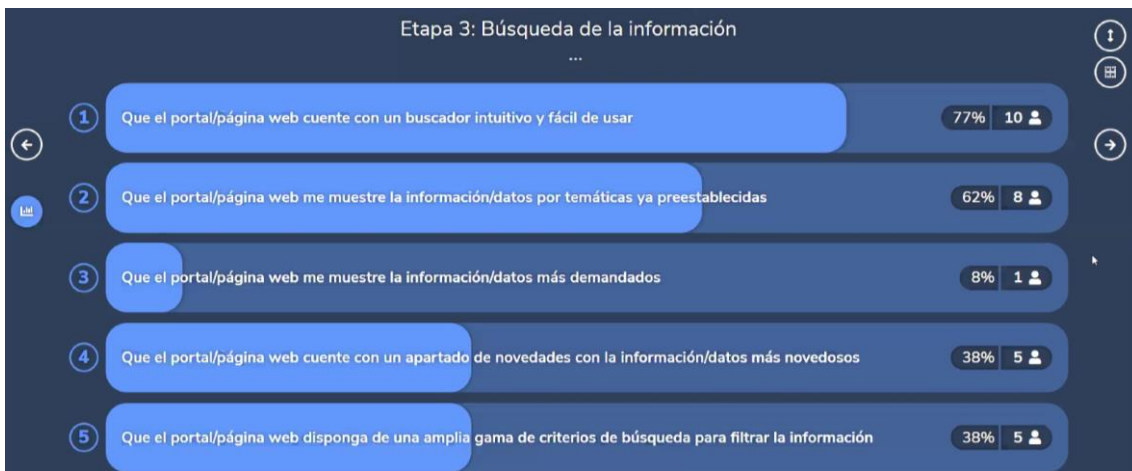 Etapa 3: Búsqueda de la información
...
1 Que el portal/página web cuente con un buscador intuitivo y fácil de usar 77% 10
2 Que el portal/página web me muestre la información/datos por temáticas ya preestablecidas 62% 8
3 Que el portal/página web me muestre la información/datos más demandados 8% 1
4 Que el portal/página web cuente con un apartado de novedades con la información/datos más novedosos 38% 5
5 Que el portal/página web disponga de una amplia gama de criterios de búsqueda para filtrar la información 38% 5